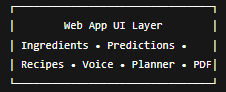 Web App UI Layer
Ingredients • Predictions •
Recipes • Voice • Planner • PDF